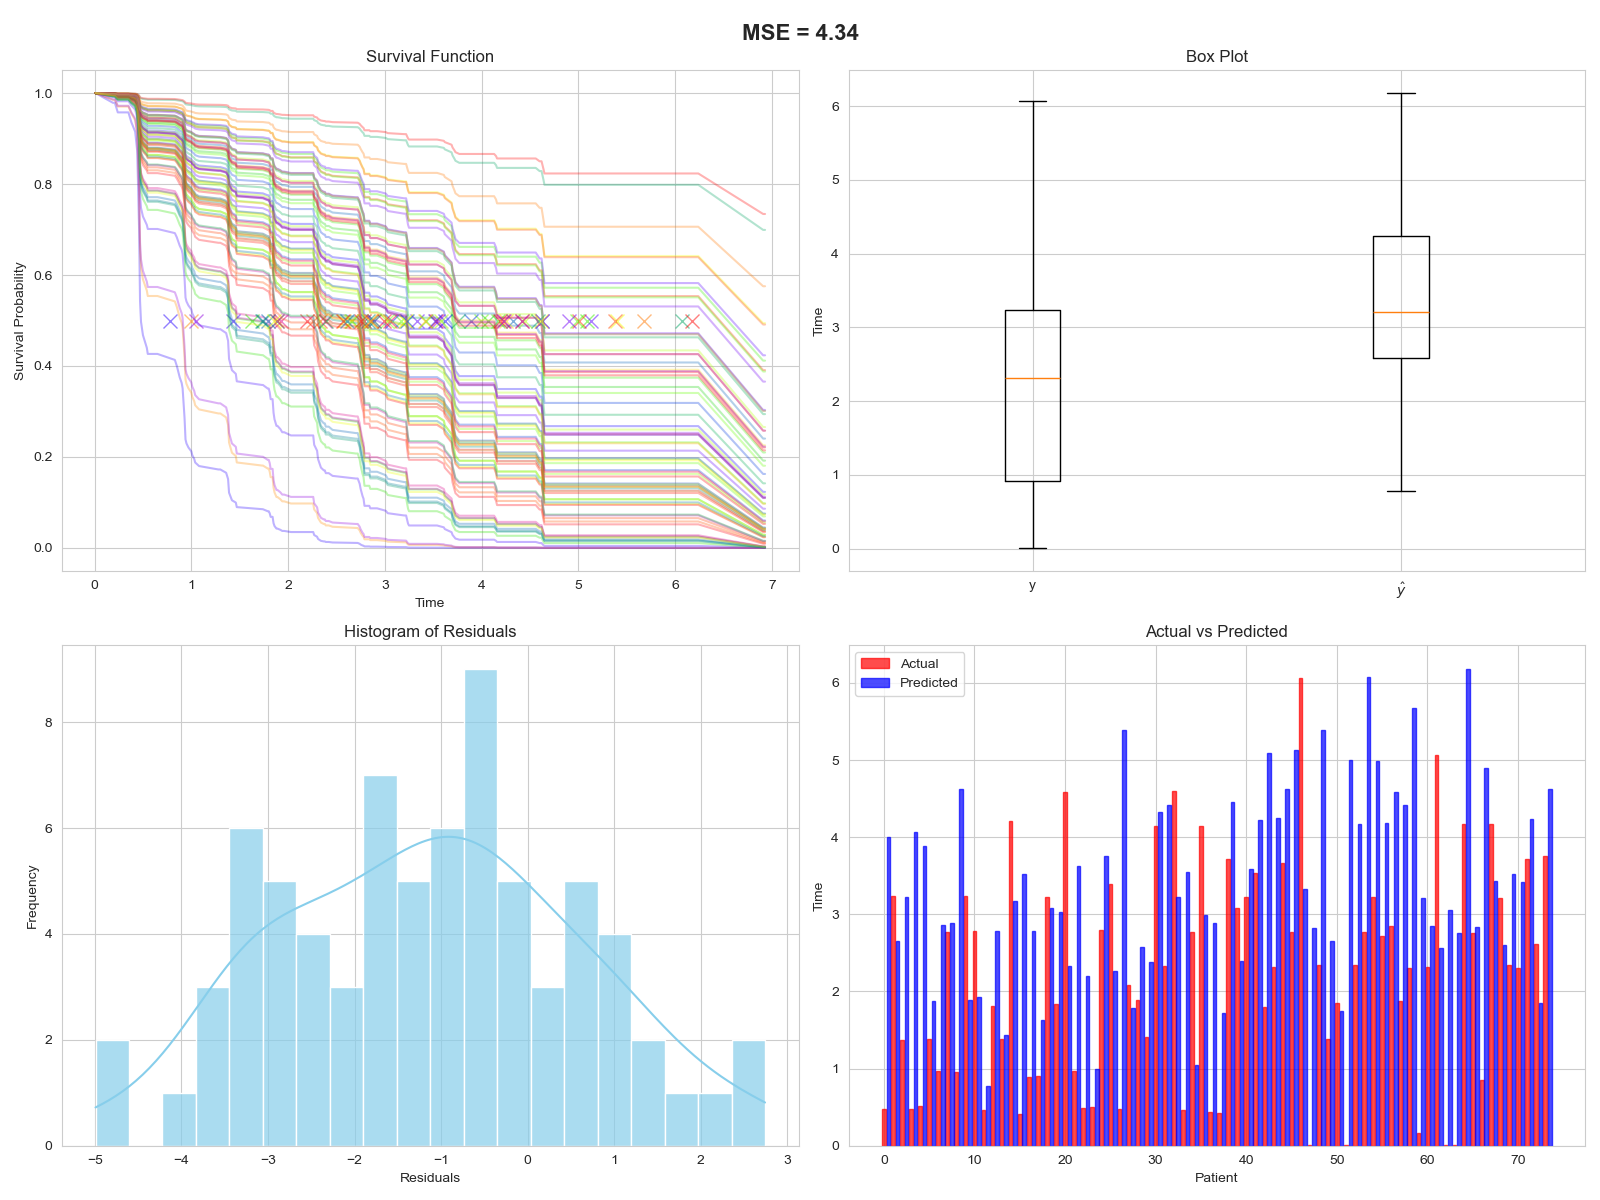 MSE = 4.34
Survival Function
1.0
0.8
0.6
0.4
0.2
0.0
Survival Probability
0 1 2 3 4 5 6 7
Time
Box Plot
6
5
4
3
2
1
0
Time
y ŷ
Histogram of Residuals
8
6
4
2
0
Frequency
−5 −4 −3 −2 −1 0 1 2 3
Residuals
Actual vs Predicted
Actual
Predicted
6
5
4
3
2
1
0
Time
0 10 20 30 40 50 60 70
Patient